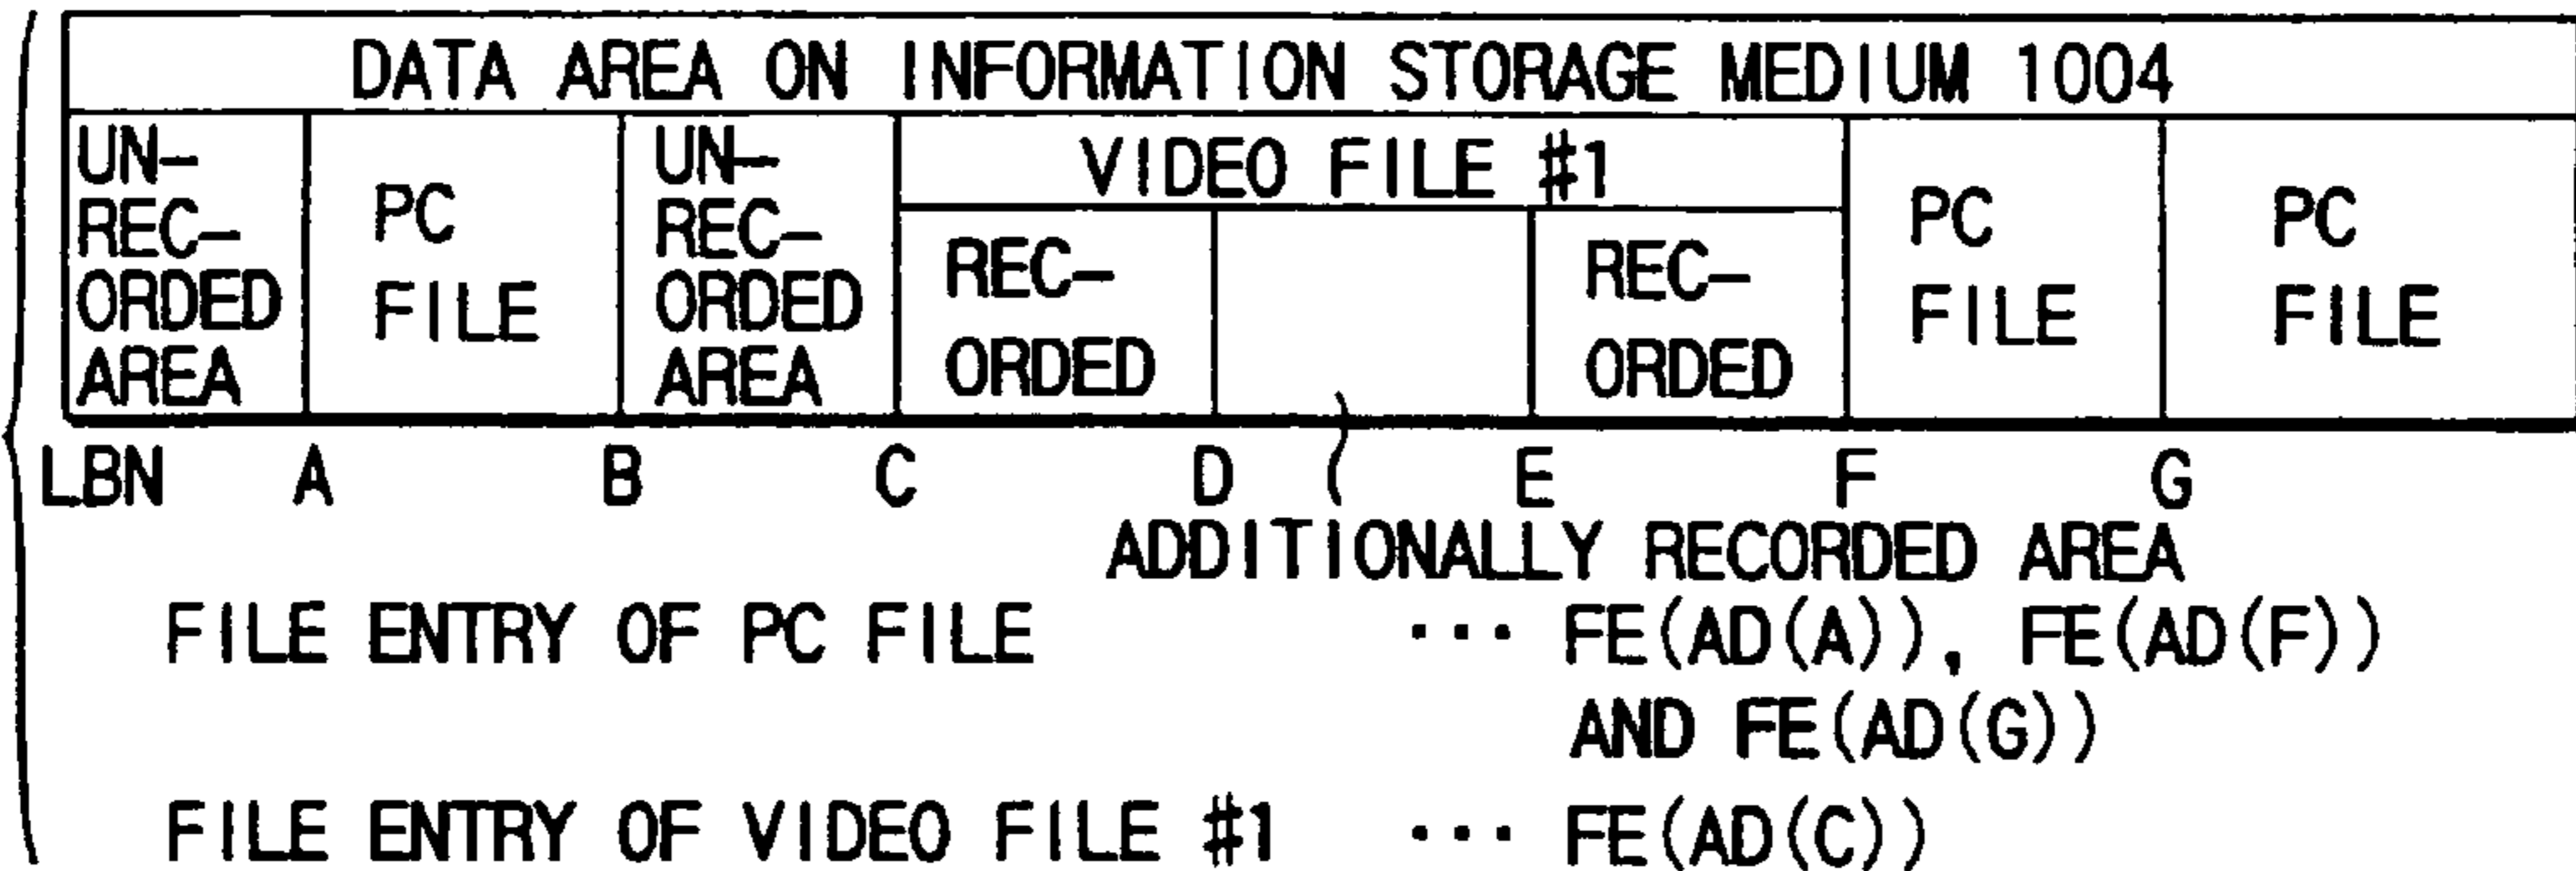 DATA AREA ON INFORMATION STORAGE MEDIUM 1004
UN-
REC-
ORDED
AREA
PC
FILE
UN-
REC-
ORDED
AREA
VIDEO FILE #1
REC-
ORDED
REC-
ORDED
PC
FILE
PC
FILE
LBN A B C D E F G
ADDITIONALLY RECORDED AREA
FILE ENTRY OF PC FILE ··· FE(AD(A)), FE(AD(F))
AND FE(AD(G))
FILE ENTRY OF VIDEO FILE #1 ··· FE(AD(C))